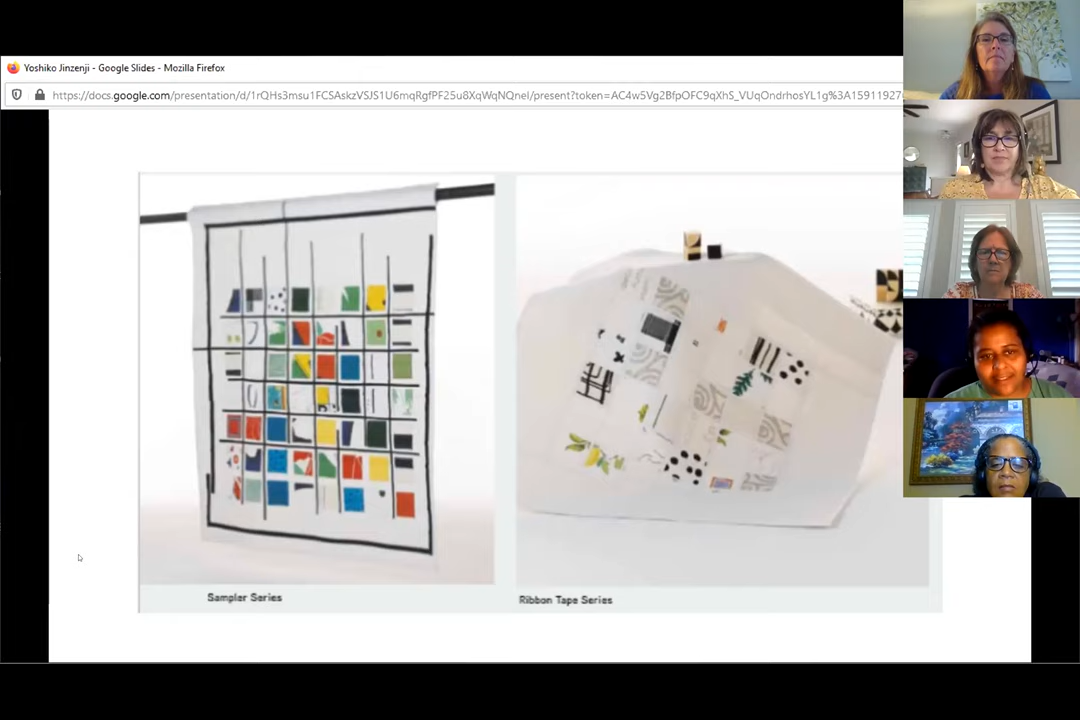 Yoshiko Jinzenji - Google Slides - Mozilla Firefox
https://docs.google.com/presentation/d/1rQHs3msu1FCSAskzVSJS1U6mqRgfPF25u8XqWqNQneI/present?token=AC4w5Vg2BfpOFC9qXhS_VUqOndrhosYL1g%3A15911927
Sampler Series
Ribbon Tape Series